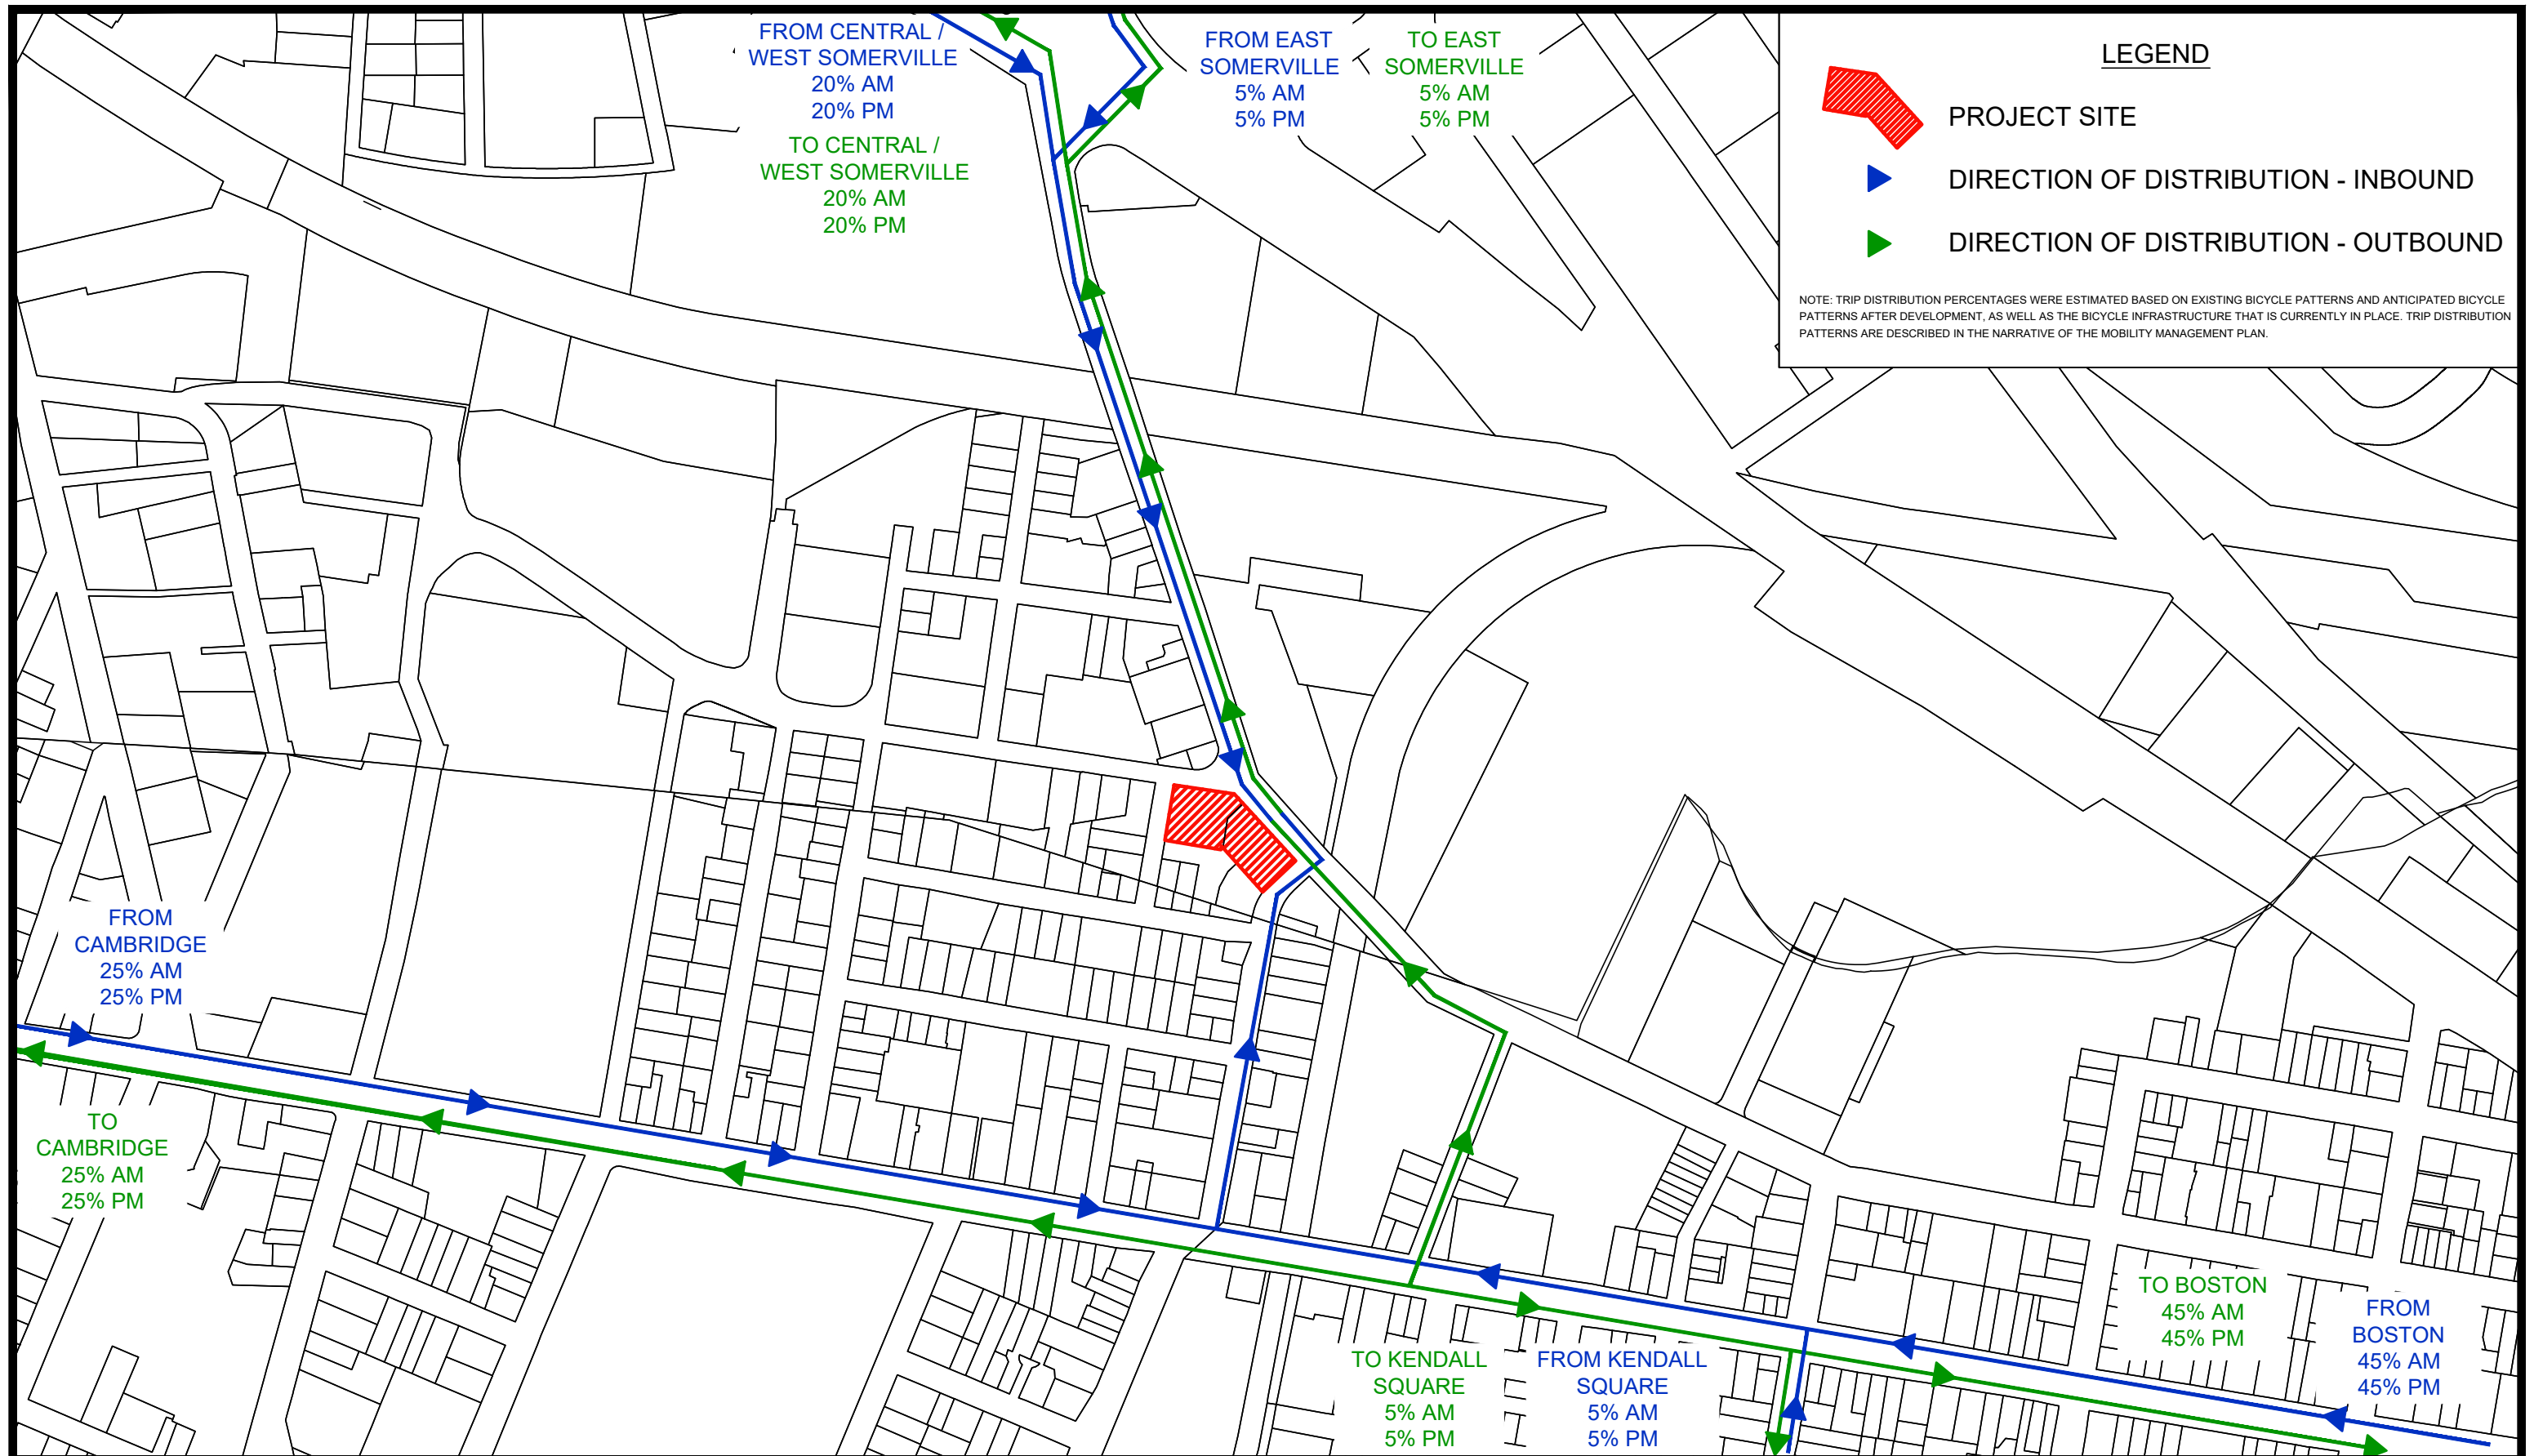 FROM CENTRAL /
WEST SOMERVILLE
20% AM
20% PM
TO CENTRAL /
WEST SOMERVILLE
20% AM
20% PM
FROM EAST
SOMERVILLE
5% AM
5% PM
TO EAST
SOMERVILLE
5% AM
5% PM
LEGEND
PROJECT SITE
DIRECTION OF DISTRIBUTION - INBOUND
DIRECTION OF DISTRIBUTION - OUTBOUND
NOTE: TRIP DISTRIBUTION PERCENTAGES WERE ESTIMATED BASED ON EXISTING BICYCLE PATTERNS AND ANTICIPATED BICYCLE
PATTERNS AFTER DEVELOPMENT, AS WELL AS THE BICYCLE INFRASTRUCTURE THAT IS CURRENTLY IN PLACE. TRIP DISTRIBUTION
PATTERNS ARE DESCRIBED IN THE NARRATIVE OF THE MOBILITY MANAGEMENT PLAN.
FROM
CAMBRIDGE
25% AM
25% PM
TO
CAMBRIDGE
25% AM
25% PM
TO KENDALL
SQUARE
5% AM
5% PM
FROM KENDALL
SQUARE
5% AM
5% PM
TO BOSTON
45% AM
45% PM
FROM
BOSTON
45% AM
45% PM